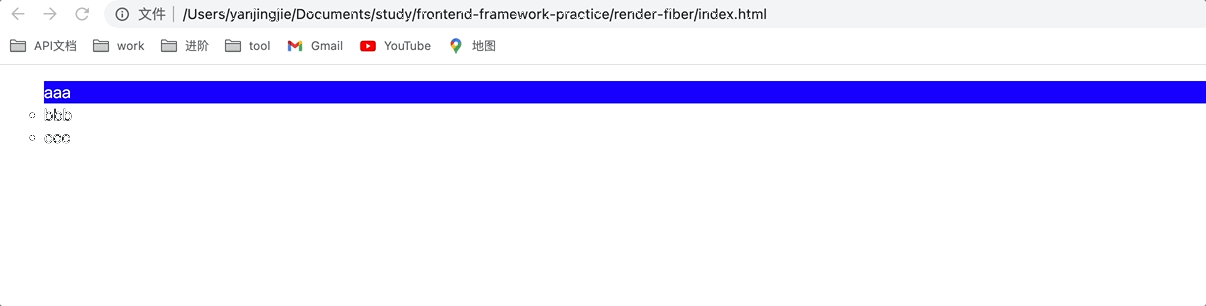 文件 /Users/yanjingjie/Documents/study/frontend-framework-practice/render-fiber/index.html
API文档 work 进阶 tool Gmail YouTube 地图
aaa
bbb
ccc